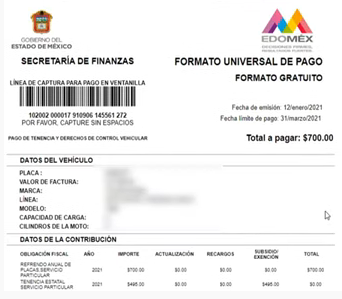 GOBIERNO DEL
ESTADO DE MÉXICO
EDOMÉX
DECISIONES FIRMES, RESULTADOS FUERTES.
SECRETARÍA DE FINANZAS
FORMATO UNIVERSAL DE PAGO
FORMATO GRATUITO
LÍNEA DE CAPTURA PARA PAGO EN VENTANILLA
102002 000017 910906 145561 272
POR FAVOR, CAPTURE SIN ESPACIOS.
Fecha de emisión: 12/enero/2021
Fecha límite de pago: 31/marzo/2021
PAGO DE TENENCIA Y DERECHOS DE CONTROL VEHICULAR
Total a pagar: $700.00
DATOS DEL VEHÍCULO
PLACA :
VALOR DE FACTURA:
MARCA:
LÍNEA:
MODELO:
CAPACIDAD DE CARGA:
CILINDROS DE LA MOTO:
DATOS DE LA CONTRIBUCIÓN
OBLIGACIÓN FISCAL AÑO IMPORTE ACTUALIZACIÓN RECARGOS SUBSIDIO/ EXENCIÓN TOTAL
REFRENDO ANUAL DE PLACAS SERVICIO PARTICULAR 2021 $700.00 $0.00 $0.00 $0.00 $700.00
TENENCIA ESTATAL SERVICIO PARTICULAR 2021 $495.00 $0.00 $0.00 $495.00 $0.00